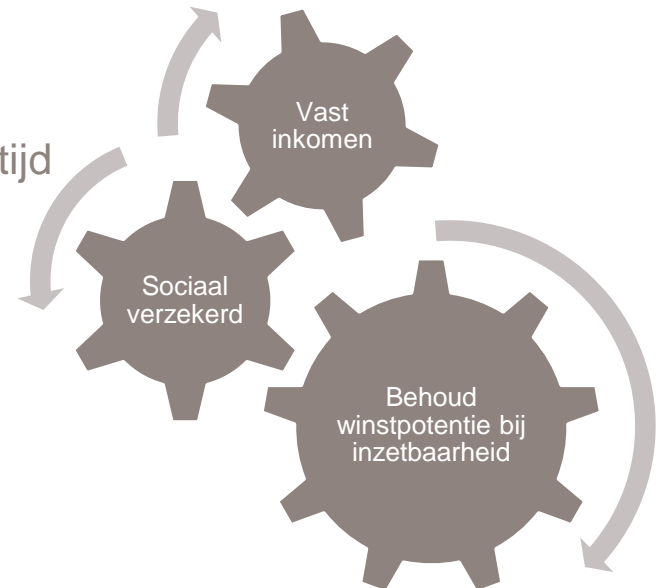 Vast
inkomen
tijd
Sociaal
verzekerd
Behoud
winstpotentie bij
inzetbaarheid